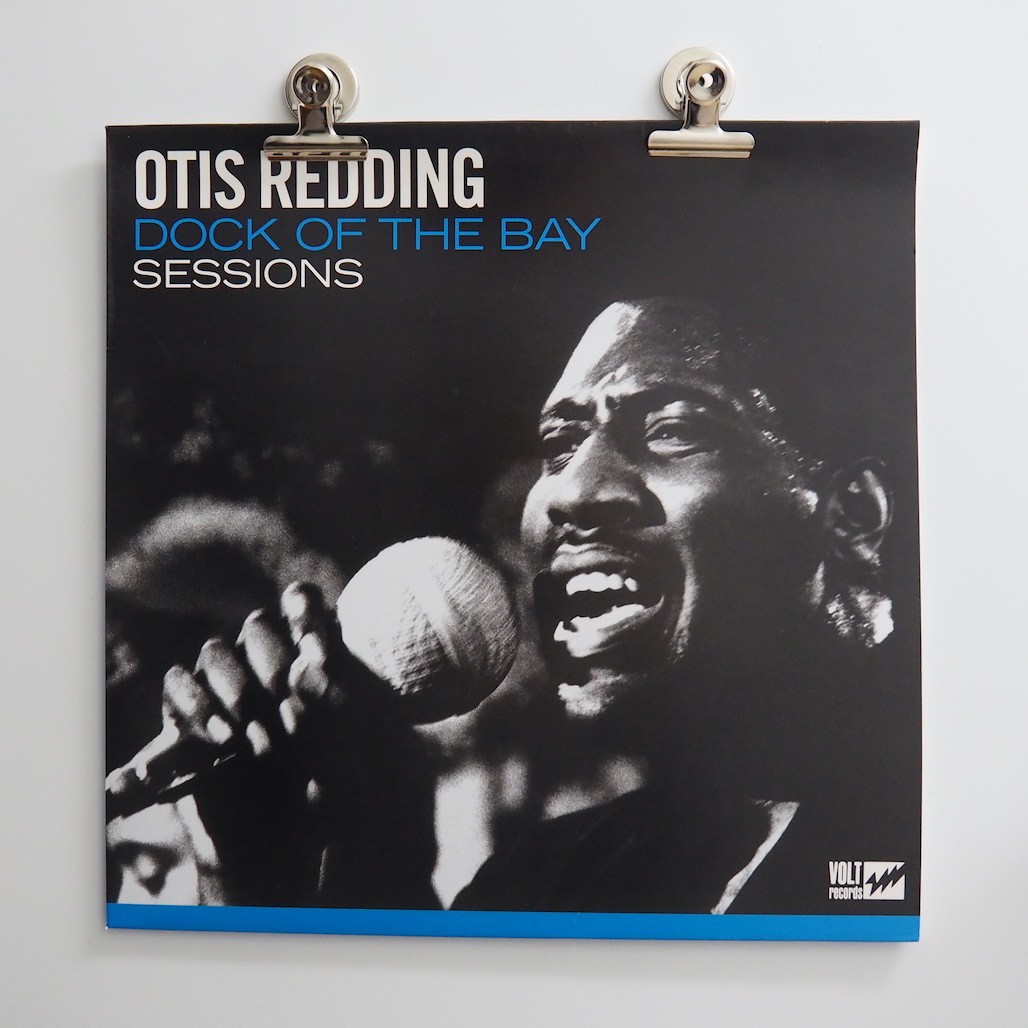 OTIS REDDING
DOCK OF THE BAY
SESSIONS
VOLT
records